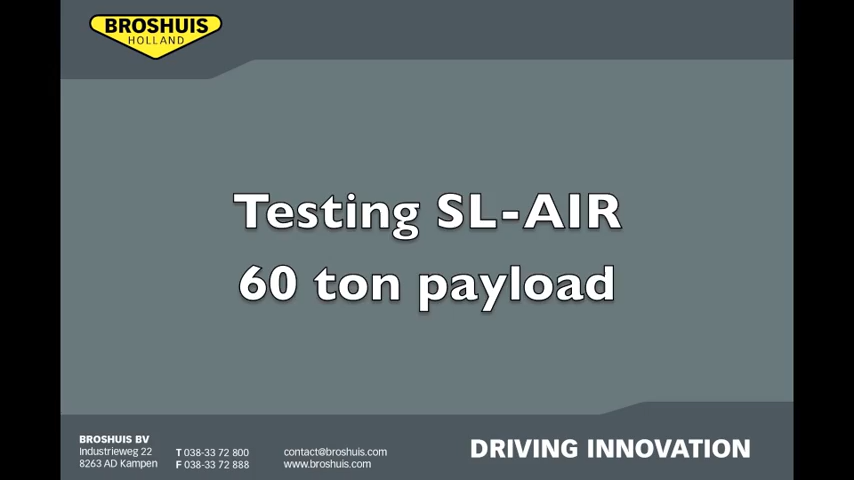 BROSHUIS
HOLLAND
Testing SL-AIR
60 ton payload
BROSHUIS BV
Industrieweg 22
8263 AD Kampen
T 038-33 72 800
F 038-33 72 888
contact@broshuis.com
www.broshuis.com
DRIVING INNOVATION